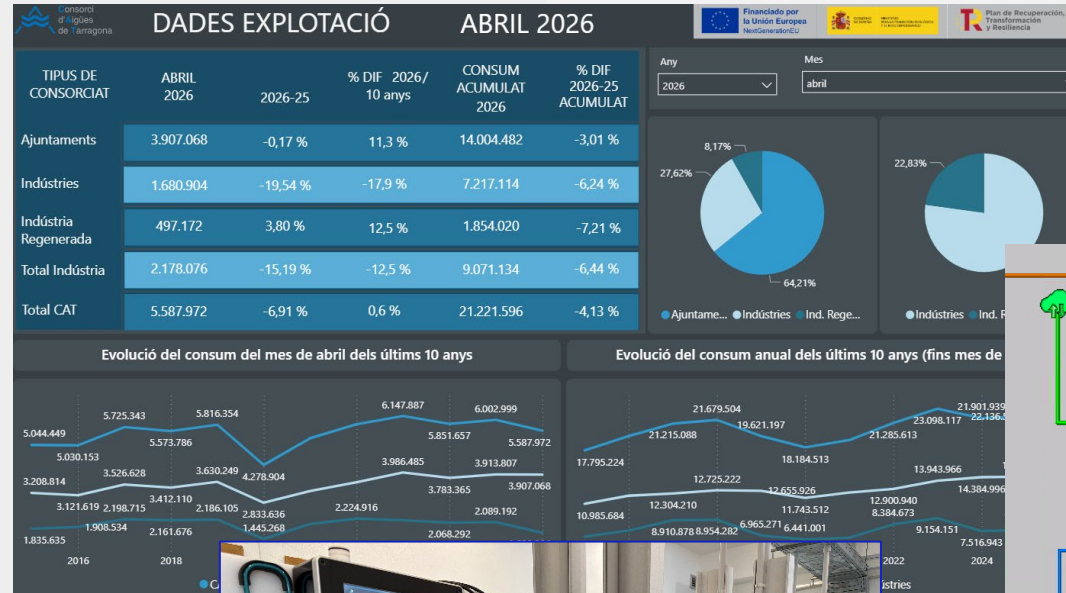 Consorci
d'Aigües
de Tarragona
DADES EXPLOTACIÓ
ABRIL 2026
Financiado por
la Unión Europea
NextGenerationEU
Plan de Recuperación,
Transformación
y Resiliencia
TIPUS DE CONSORCIAT ABRIL 2026 2026-25 % DIF 2026/ 10 anys CONSUM ACUMULAT 2026 % DIF 2026-25 ACUMULAT
Ajuntaments 3.907.068 -0,17 % 11,3 % 14.004.482 -3,01 %
Indústries 1.680.904 -19,54 % -17,9 % 7.217.114 -6,24 %
Indústria Regenerada 497.172 3,80 % 12,5 % 1.854.020 -7,21 %
Total Indústria 2.178.076 -15,19 % -12,5 % 9.071.134 -6,44 %
Total CAT 5.587.972 -6,91 % 0,6 % 21.221.596 -4,13 %
Any
2026
Mes
abril
8,17%
27,62%
64,21%
Ajuntame... Indústries Ind. Rege...
22,83%
Indústries Ind.
Evolució del consum del mes de abril dels últims 10 anys
5.044.449
5.030.153
5.725.343
5.573.786
5.816.354
4.278.904
6.147.887
5.851.657
6.002.999
5.587.972
3.208.814
3.121.619
3.526.628
3.412.110
3.630.249
2.833.636
3.986.485
3.783.365
3.913.807
3.907.068
1.835.635
1.908.534
2.198.715
2.161.676
2.186.105
1.445.268
2.224.916
2.068.292
2.089.192
2016 2018
Evolució del consum anual dels últims 10 anys (fins mes de
17.795.224
21.215.088
21.679.504
19.621.197
18.184.513
21.285.613
23.098.117
21.901.939
10.985.684
12.304.210
12.725.222
12.655.926
11.743.512
12.900.940
13.943.966
14.384.996
8.910.878
8.954.282
6.965.271
6.441.001
8.384.673
9.154.151
7.516.943
2022 2024
ústries